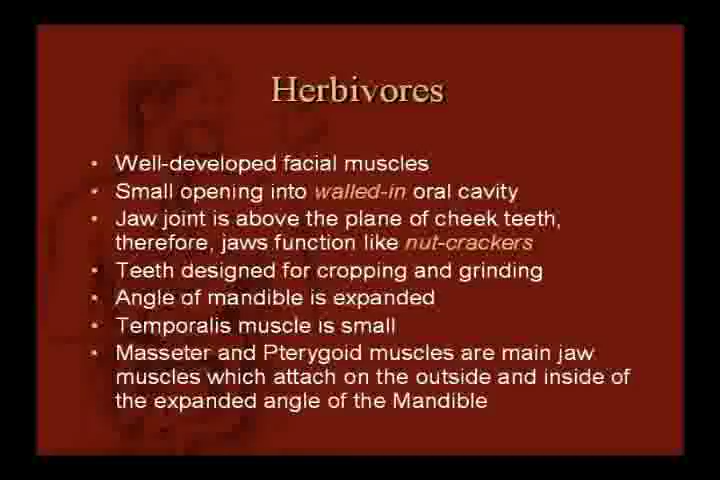 Herbivores
• Well-developed facial muscles
• Small opening into walled-in oral cavity
• Jaw joint is above the plane of cheek teeth,
therefore, jaws function like nut-crackers
• Teeth designed for cropping and grinding
• Angle of mandible is expanded
• Temporalis muscle is small
• Masseter and Pterygoid muscles are main jaw
muscles which attach on the outside and inside of
the expanded angle of the Mandible